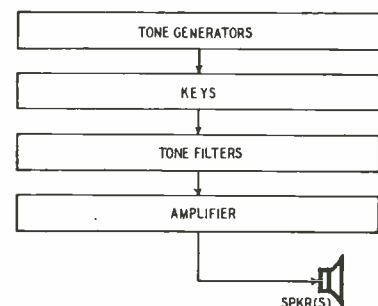 TONE GENERATORS
KEYS
TONE FILTERS
AMPLIFIER
SPKR(S)